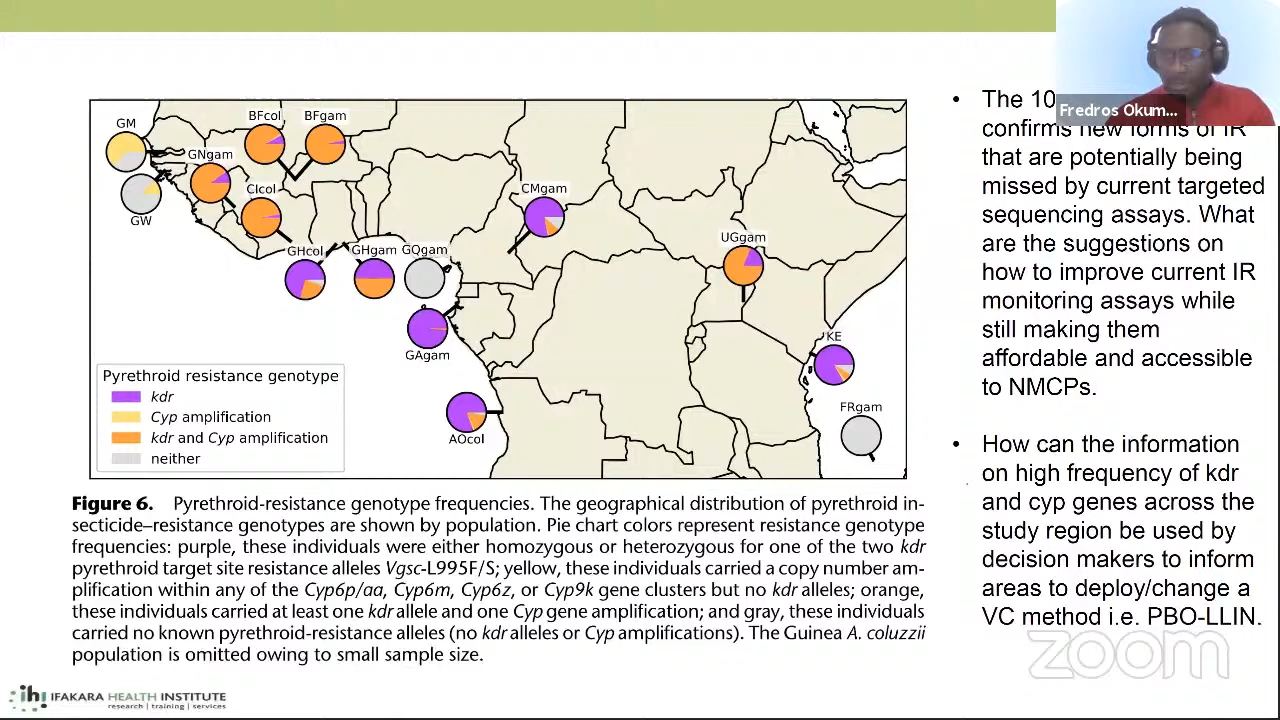 GM
BFcol
BFgam
GNgam
GW
CIcol
GHcol
GHgam
GQgam
CMgam
UGgam
GAgam
KE
AOcol
FRgam
Pyrethroid resistance genotype
kdr
Cyp amplification
kdr and Cyp amplification
neither
Figure 6. Pyrethroid-resistance genotype frequencies. The geographical distribution of pyrethroid in-
secticide–resistance genotypes are shown by population. Pie chart colors represent resistance genotype
frequencies: purple, these individuals were either homozygous or heterozygous for one of the two kdr
pyrethroid target site resistance alleles Vgsc-L995F/S; yellow, these individuals carried a copy number am-
plification within any of the Cyp6p/aa, Cyp6m, Cyp6z, or Cyp9k gene clusters but no kdr alleles; orange,
these individuals carried at least one kdr allele and one Cyp gene amplification; and gray, these individuals
carried no known pyrethroid-resistance alleles (no kdr alleles or Cyp amplifications). The Guinea A. coluzzii
population is omitted owing to small sample size.
• The 10
confirms new forms of IR
that are potentially being
missed by current targeted
sequencing assays. What
are the suggestions on
how to improve current IR
monitoring assays while
still making them
affordable and accessible
to NMCPs.
• How can the information
on high frequency of kdr
and cyp genes across the
study region be used by
decision makers to inform
areas to deploy/change a
VC method i.e. PBO-LLIN.
Fredros Okum...
zoom
ihi IFAKARA HEALTH INSTITUTE
research | training | services